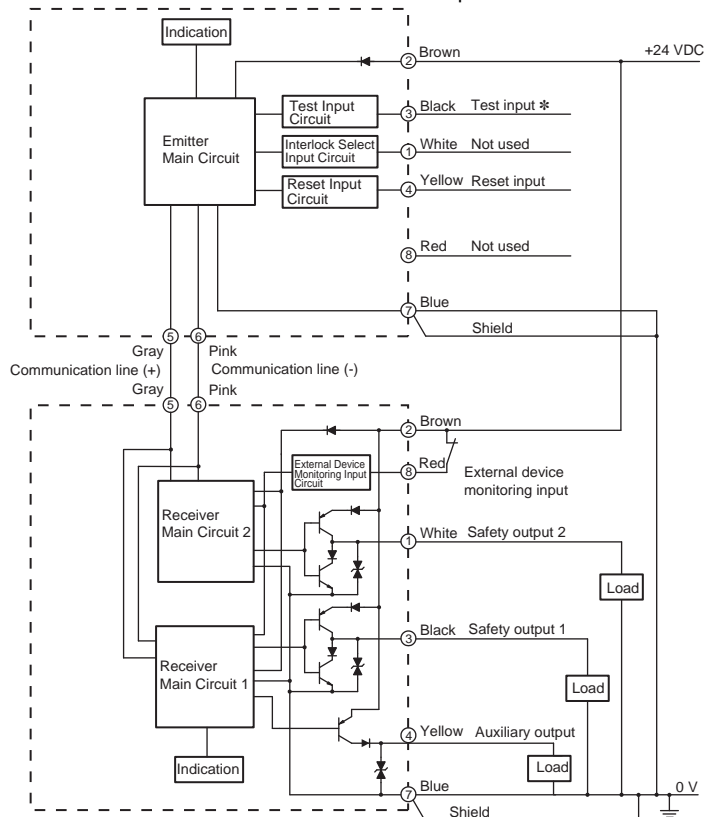 Indication
2 Brown
+24 VDC
Emitter
Main Circuit
Test Input
Circuit
3 Black Test input *
Interlock Select
Input Circuit
1 White Not used
Reset Input
Circuit
4 Yellow Reset input
8 Red Not used
7 Blue
Shield
5 6
Gray Pink
Communication line (+) Communication line (-)
Gray Pink
5 6
2 Brown
External Device
Monitoring Input
Circuit
8 Red
External device
monitoring input
Receiver
Main Circuit 2
1 White Safety output 2
Load
3 Black Safety output 1
Receiver
Main Circuit 1
Load
4 Yellow Auxiliary output
Indication
Load
7 Blue
0 V
Shield